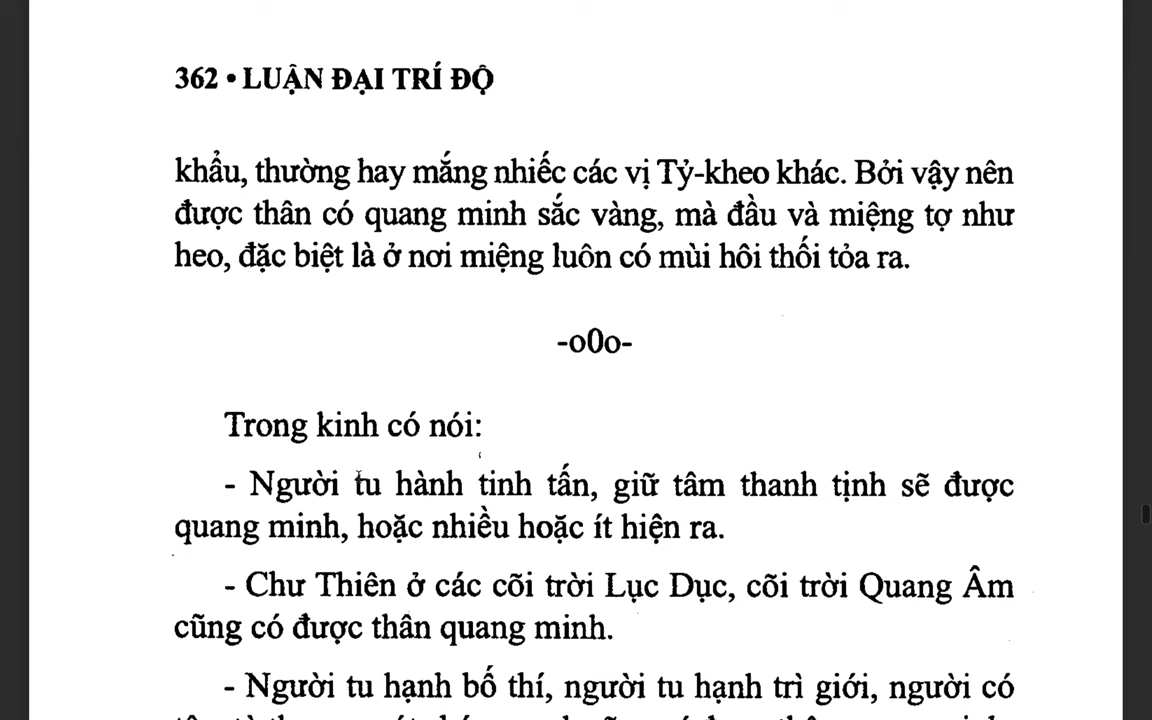 362 • LUẬN ĐẠI TRÍ ĐỘ
khẩu, thường hay mắng nhiếc các vị Tỷ-kheo khác. Bởi vậy nên
được thân có quang minh sắc vàng, mà đầu và miệng tợ như
heo, đặc biệt là ở nơi miệng luôn có mùi hôi thối tỏa ra.
-o0o-
Trong kinh có nói:
- Người tu hành tinh tấn, giữ tâm thanh tịnh sẽ được
quang minh, hoặc nhiều hoặc ít hiện ra.
- Chư Thiên ở các cõi trời Lục Dục, cõi trời Quang Âm
cũng có được thân quang minh.
- Người tu hạnh bố thí, người tu hạnh trì giới, người có